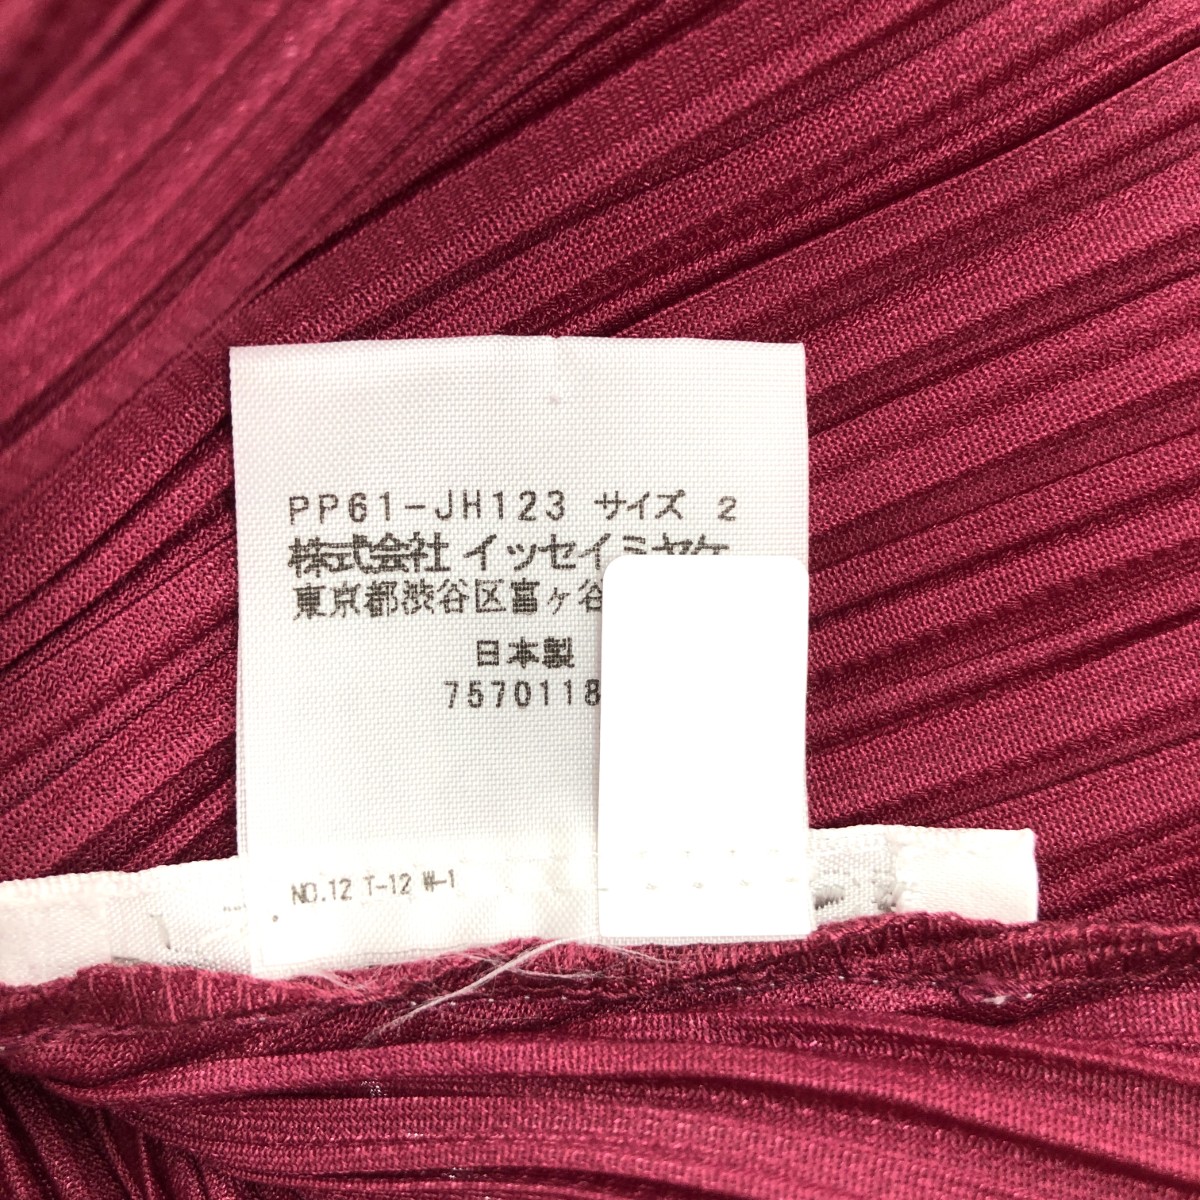 PP61-JH123 サイズ 2
株式会社 イッセイミヤケ
東京都渋谷区富ヶ谷
日本製
7570118
NO.12 T-12 W-1